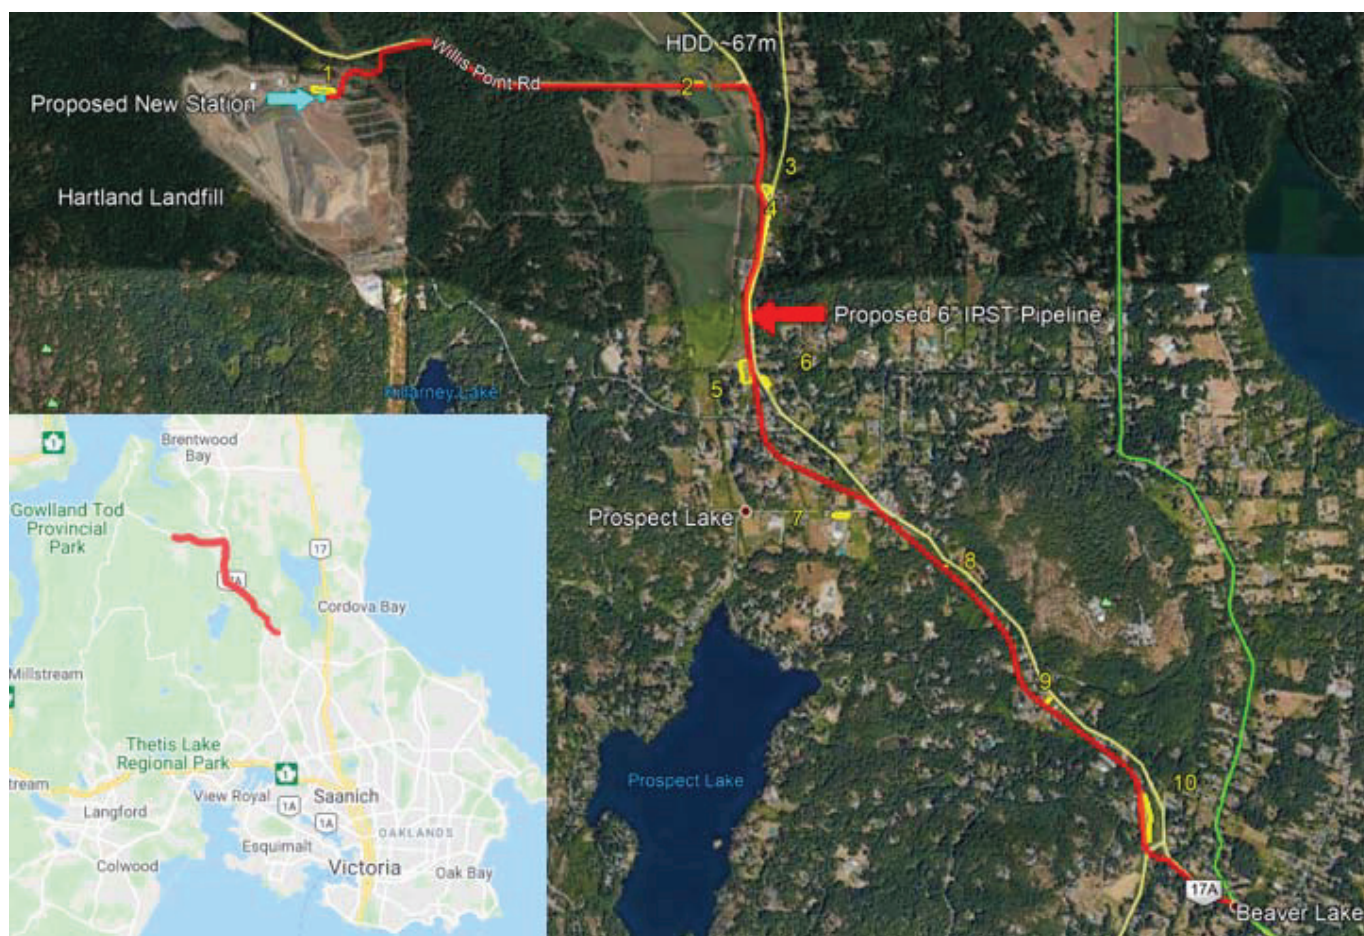 HDD ~67m
Willis Point Rd
1
2
Proposed New Station
3
Hartland Landfill
4
Proposed 6" IPST Pipeline
6
5
Killarney Lake
Prospect Lake
7
8
9
Prospect Lake
10
17A
Beaver Lake
1
Brentwood
Bay
Gowlland Tod
Provincial
Park
17
Cordova Bay
Millstream
Thetis Lake
Regional Park
1
View Royal
1A
Saanich
1A
Langford
OAKLANDS
Esquimalt
Colwood
Victoria
Oak Bay